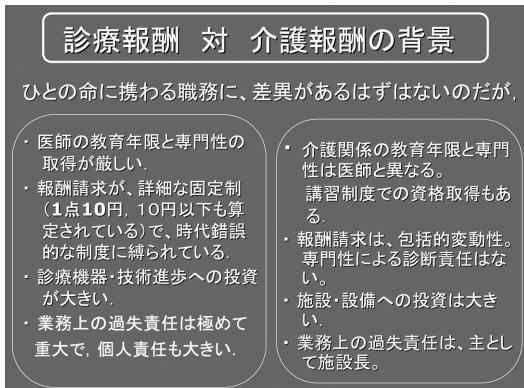 診療報酬 対 介護報酬の背景
ひとの命に携わる職務に、差異があるはずはないのだが,
・ 医師の教育年限と専門性の
取得が厳しい.
・ 報酬請求が、詳細な固定制
（1点10円，１０円以下も算
定されている）で、時代錯誤
的な制度に縛られている.
・ 診療機器・技術進歩への投資
が大きい.
・ 業務上の過失責任は極めて
重大で，個人責任も大きい.
・ 介護関係の教育年限と専門
性は医師と異なる。
講習制度での資格取得もあ
る.
・ 報酬請求は、包括的変動性。
専門性による診断責任はな
い。
・ 施設・設備への投資は大き
い.
・ 業務上の過失責任は、主とし
て施設長。